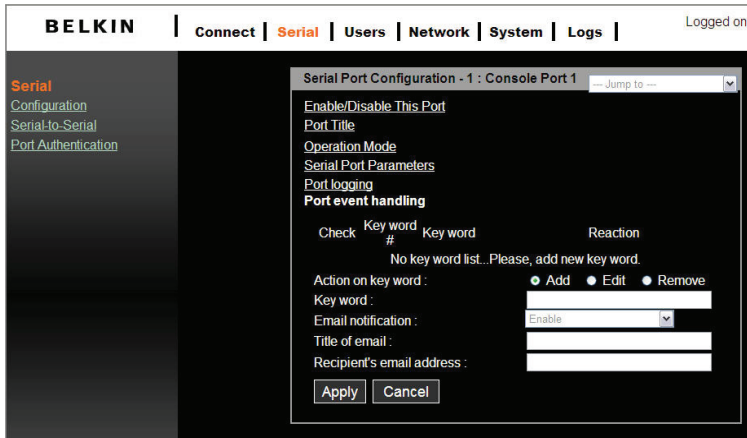 BELKIN | Connect | Serial | Users | Network | System | Logs |
Logged on
Serial
Configuration
Serial-to-Serial
Port Authentication
Serial Port Configuration - 1 : Console Port 1
--- Jump to ---
Enable/Disable This Port
Port Title
Operation Mode
Serial Port Parameters
Port logging
Port event handling
Check Key word # Key word Reaction
No key word list...Please, add new key word.
Action on key word : Add Edit Remove
Key word :
Email notification : Enable
Title of email :
Recipient's email address :
Apply Cancel